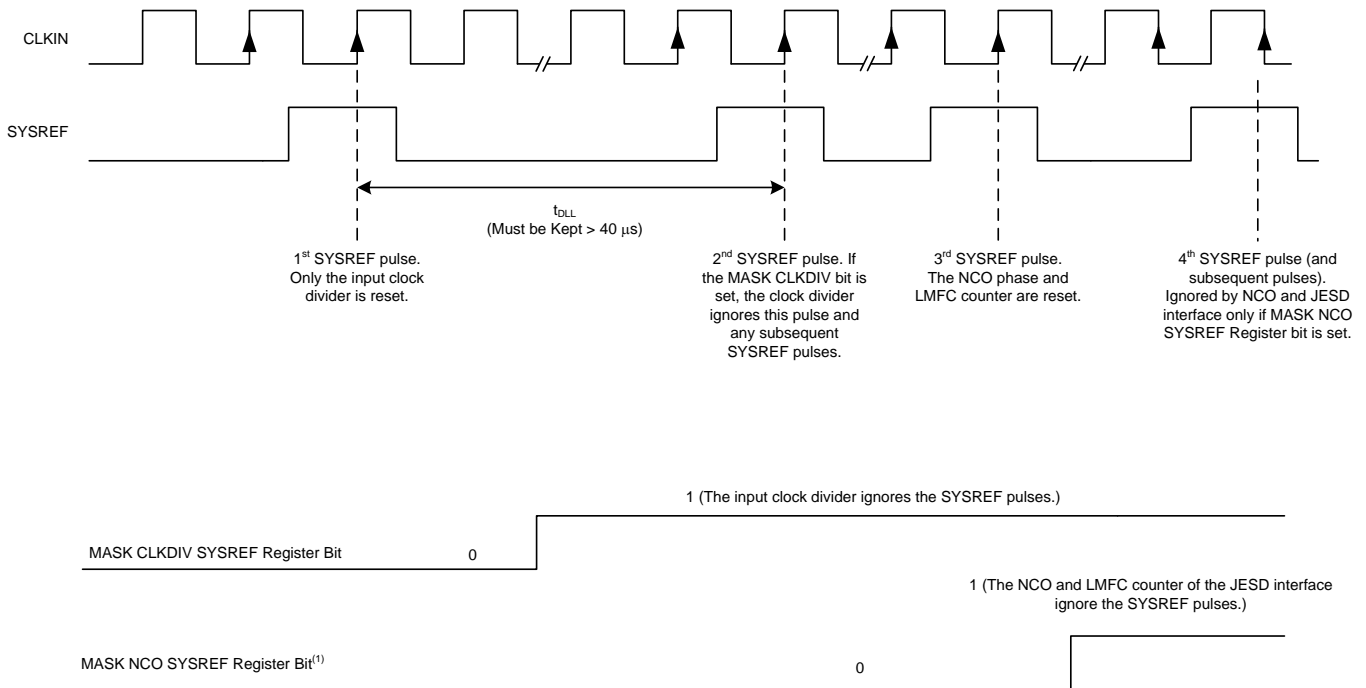 CLKIN
SYSREF
tDLL
(Must be Kept > 40 μs)
1st SYSREF pulse.
Only the input clock
divider is reset.
2nd SYSREF pulse. If
the MASK CLKDIV bit is
set, the clock divider
ignores this pulse and
any subsequent
SYSREF pulses.
3rd SYSREF pulse.
The NCO phase and
LMFC counter are reset.
4th SYSREF pulse (and
subsequent pulses).
Ignored by NCO and JESD
interface only if MASK NCO
SYSREF Register bit is set.
1 (The input clock divider ignores the SYSREF pulses.)
MASK CLKDIV SYSREF Register Bit 0
1 (The NCO and LMFC counter of the JESD interface
ignore the SYSREF pulses.)
MASK NCO SYSREF Register Bit(1) 0